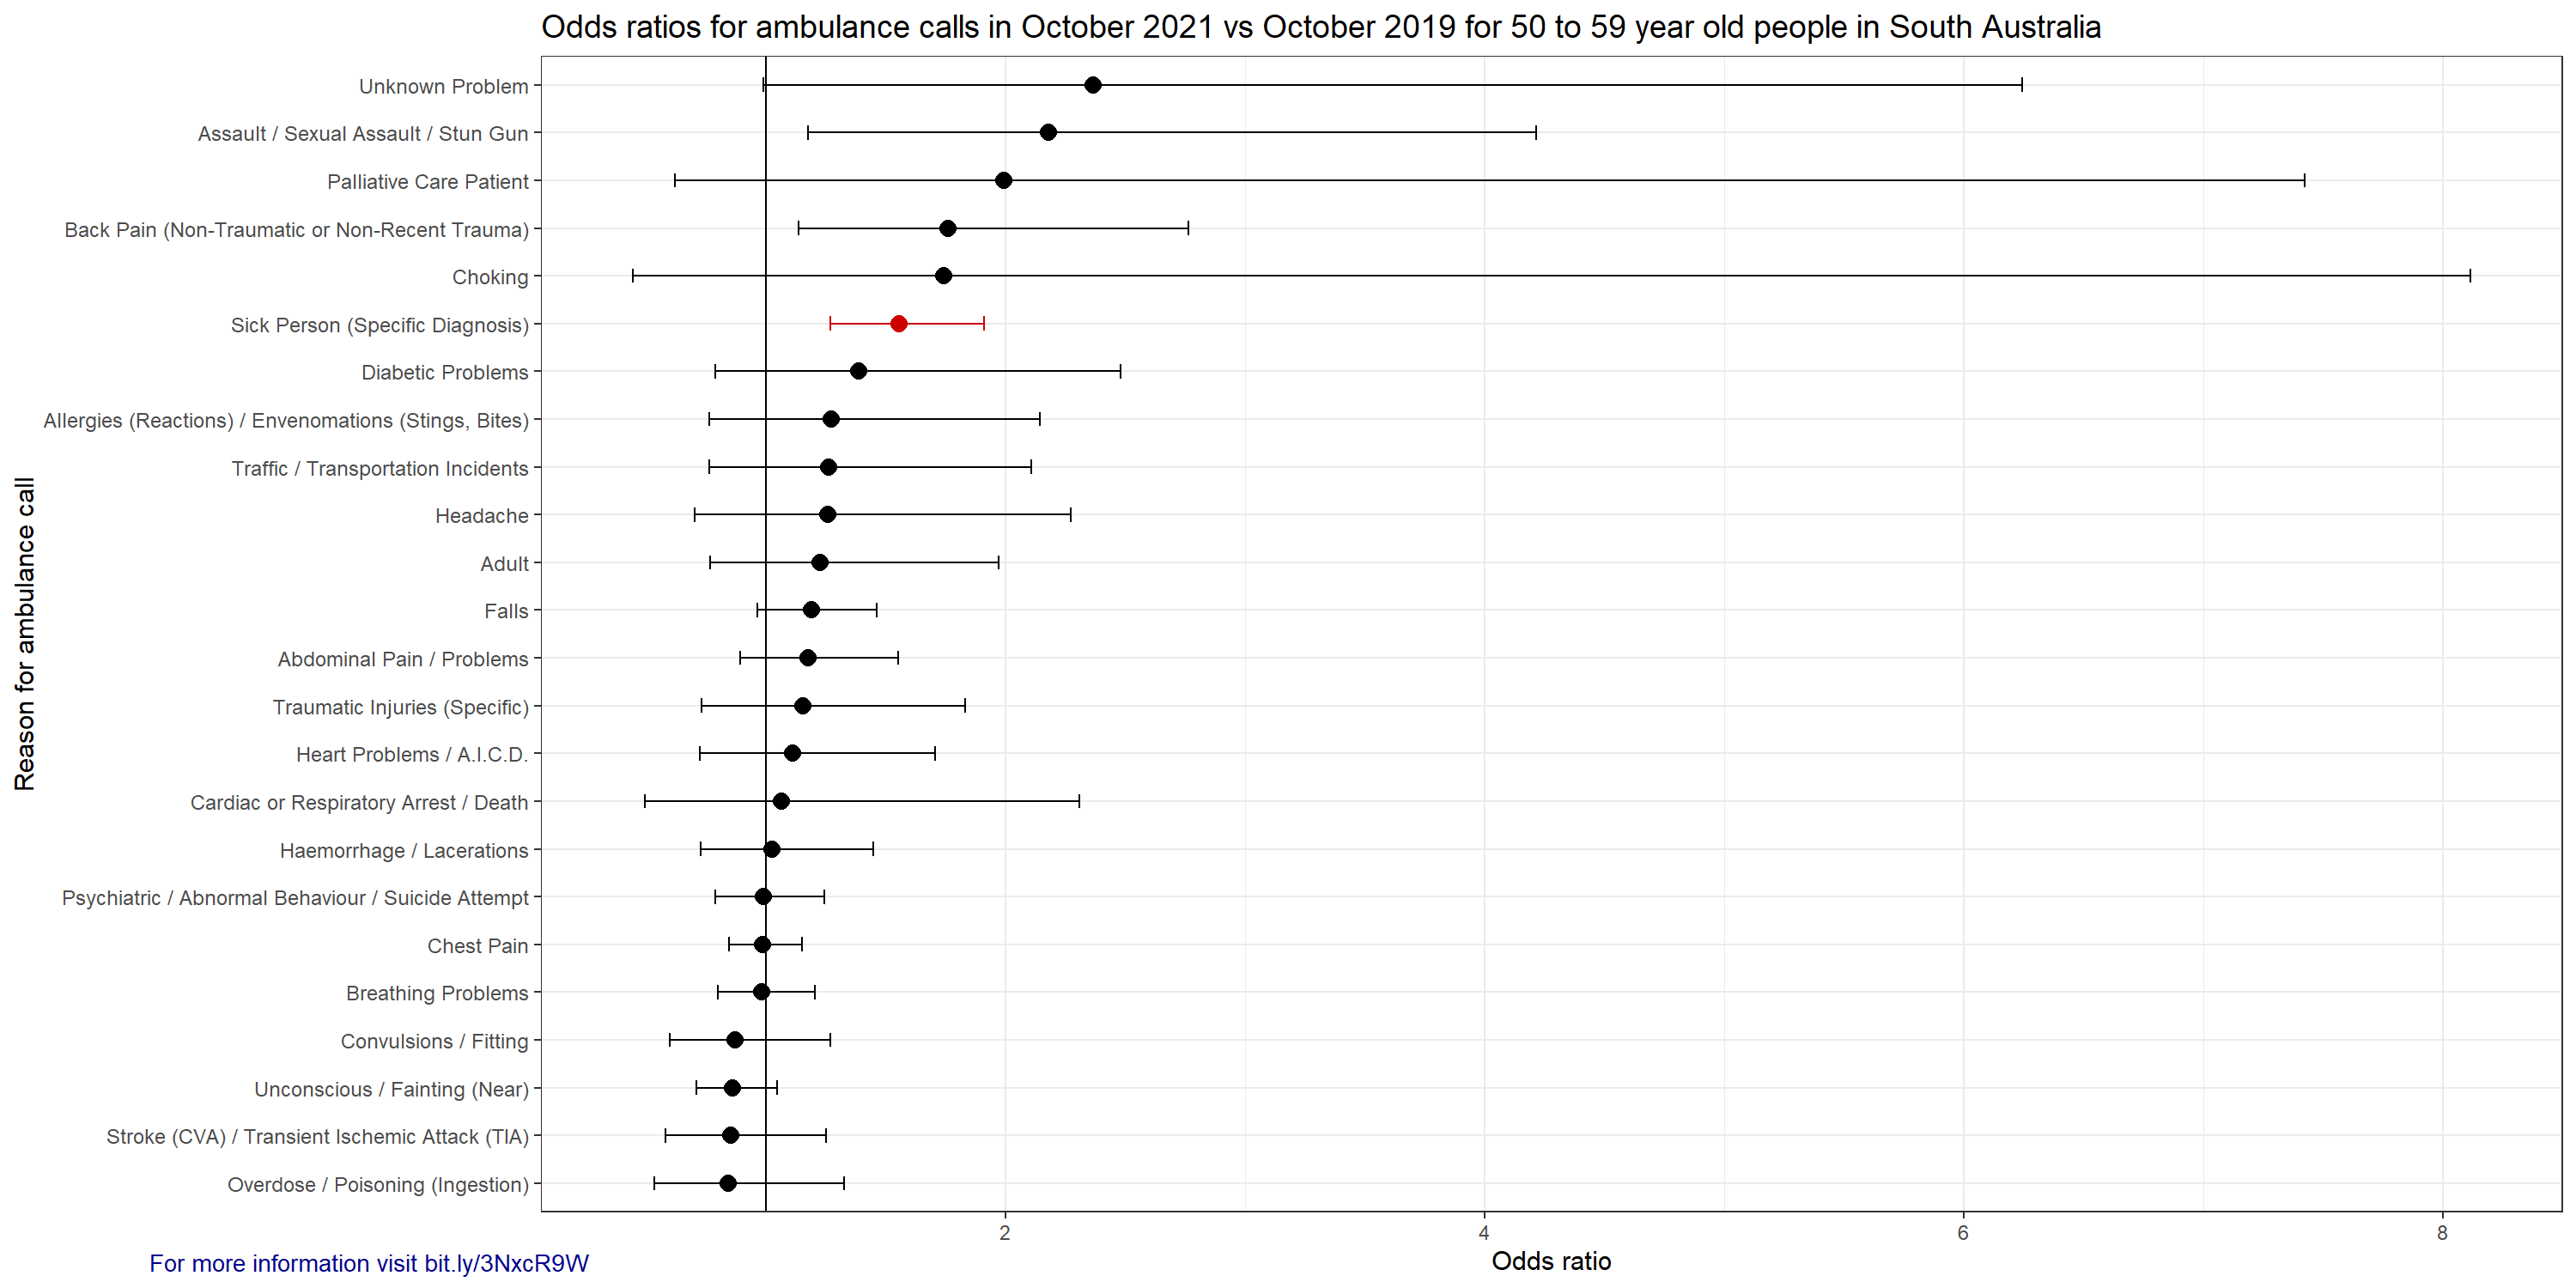 Odds ratios for ambulance calls in October 2021 vs October 2019 for 50 to 59 year old people in South Australia
Reason for ambulance call
Unknown Problem
Assault / Sexual Assault / Stun Gun
Palliative Care Patient
Back Pain (Non-Traumatic or Non-Recent Trauma)
Choking
Sick Person (Specific Diagnosis)
Diabetic Problems
Allergies (Reactions) / Envenomations (Stings, Bites)
Traffic / Transportation Incidents
Headache
Adult
Falls
Abdominal Pain / Problems
Traumatic Injuries (Specific)
Heart Problems / A.I.C.D.
Cardiac or Respiratory Arrest / Death
Haemorrhage / Lacerations
Psychiatric / Abnormal Behaviour / Suicide Attempt
Chest Pain
Breathing Problems
Convulsions / Fitting
Unconscious / Fainting (Near)
Stroke (CVA) / Transient Ischemic Attack (TIA)
Overdose / Poisoning (Ingestion)
2 4 6 8
Odds ratio
For more information visit bit.ly/3NxcR9W